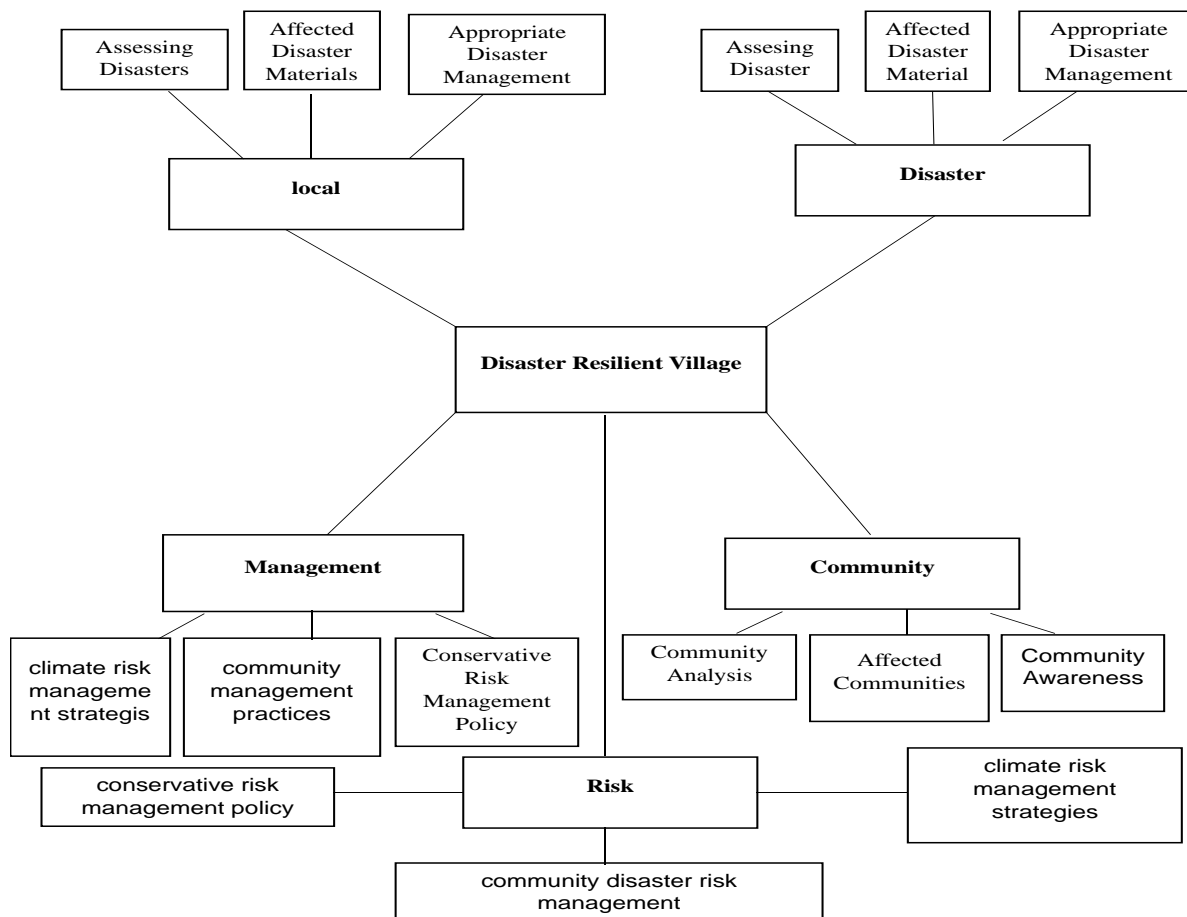 Assessing
Disasters
Affected
Disaster
Materials
Appropriate
Disaster
Management
Assesing
Disaster
Affected
Disaster
Material
Appropriate
Disaster
Management
local
Disaster
Disaster Resilient Village
Management
Community
climate risk
manageme
nt strategis
community
management
practices
Conservative
Risk
Management
Policy
Community
Analysis
Affected
Communities
Community
Awareness
conservative risk
management policy
Risk
climate risk
management
strategies
community disaster risk
management